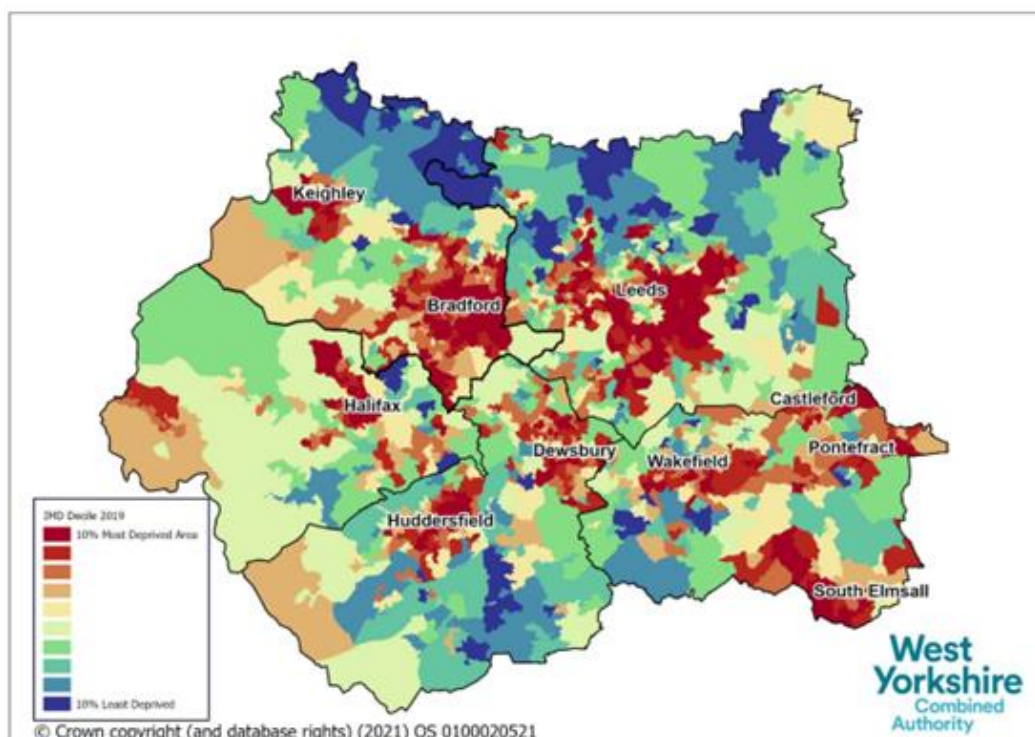 Keighley
Bradford
Leeds
Halifax
Castleford
Dewsbury
Wakefield
Pontefract
Huddersfield
South Elmsall
IMD Decile 2019
10% Most Deprived Area
10% Least Deprived
West
Yorkshire
Combined
Authority
© Crown copyright (and database rights) (2021) OS 0100020521